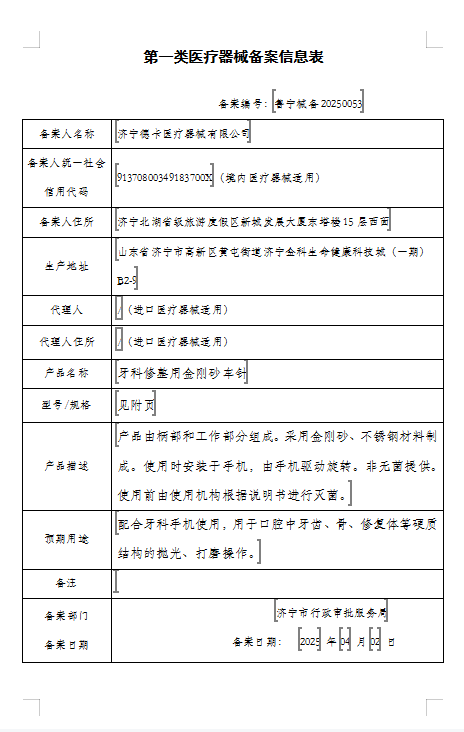 第一类医疗器械备案信息表
备案编号：鲁宁械备20250053
备案人名称 济宁德卡医疗器械有限公司
备案人统一社会
信用代码 91370800349183700X（境内医疗器械适用）
备案人住所 济宁北湖省级旅游度假区新城发展大厦东塔楼15层西面
生产地址 山东省济宁市高新区黄屯街道济宁金科生命健康科技城（一期）
B2-9
代理人 /（进口医疗器械适用）
代理人住所 /（进口医疗器械适用）
产品名称 牙科修整用金刚砂车针
型号/规格 见附页
产品描述 产品由柄部和工作部分组成。采用金刚砂、不锈钢材料制
成。使用时安装于手机，由手机驱动旋转。非无菌提供。
使用前由使用机构根据说明书进行灭菌。
预期用途 配合牙科手机使用，用于口腔中牙齿、骨、修复体等硬质
结构的抛光、打磨操作。
备注
备案部门 济宁市行政审批服务局
备案日期 备案日期： 2025 年 04 月 02 日